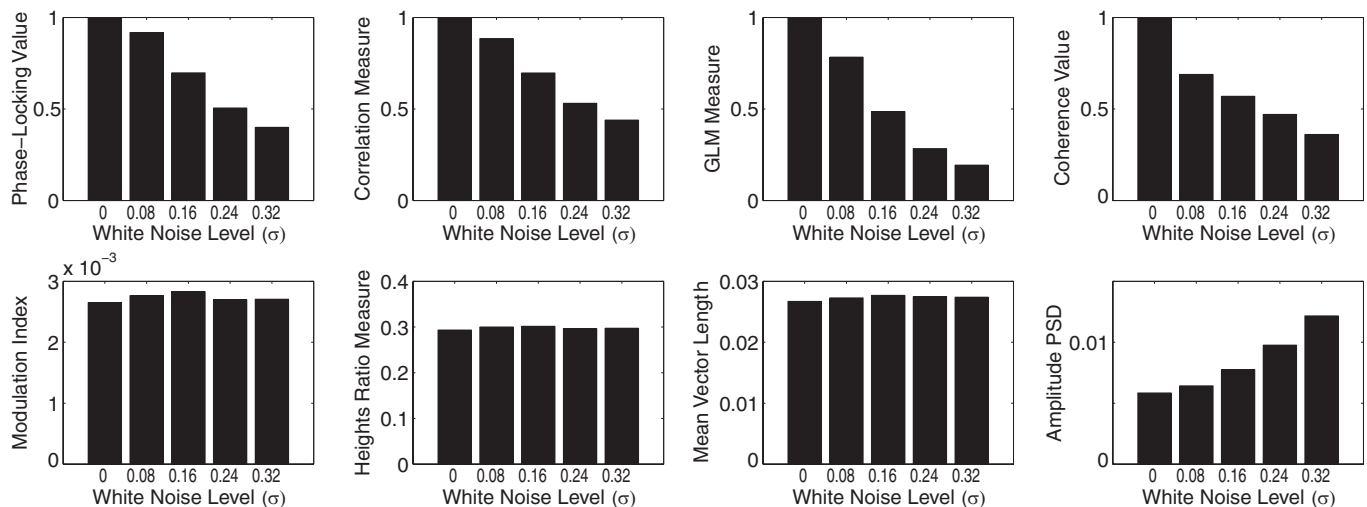 Phase−Locking Value
1
0.5
0
0 0.08 0.16 0.24 0.32
White Noise Level (σ)
Correlation Measure
1
0.5
0
0 0.08 0.16 0.24 0.32
White Noise Level (σ)
GLM Measure
1
0.5
0
0 0.08 0.16 0.24 0.32
White Noise Level (σ)
Coherence Value
1
0.5
0
0 0.08 0.16 0.24 0.32
White Noise Level (σ)
Modulation Index
x 10−3
3
2
1
0
0 0.08 0.16 0.24 0.32
White Noise Level (σ)
Heights Ratio Measure
0.4
0.3
0.2
0.1
0
0 0.08 0.16 0.24 0.32
White Noise Level (σ)
Mean Vector Length
0.03
0.02
0.01
0
0 0.08 0.16 0.24 0.32
White Noise Level (σ)
Amplitude PSD
0.01
0
0 0.08 0.16 0.24 0.32
White Noise Level (σ)